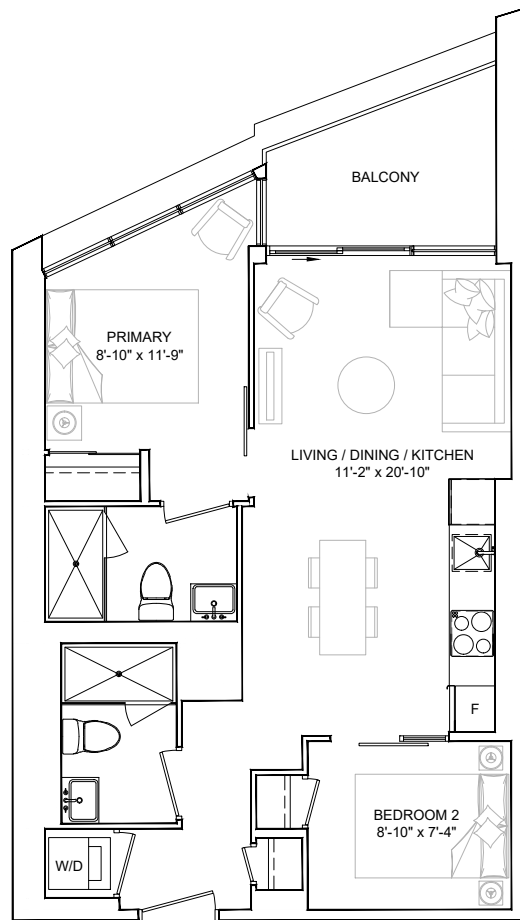 BALCONY
PRIMARY
8'-10" x 11'-9"
LIVING / DINING / KITCHEN
11'-2" x 20'-10"
F
BEDROOM 2
8'-10" x 7'-4"
W/D